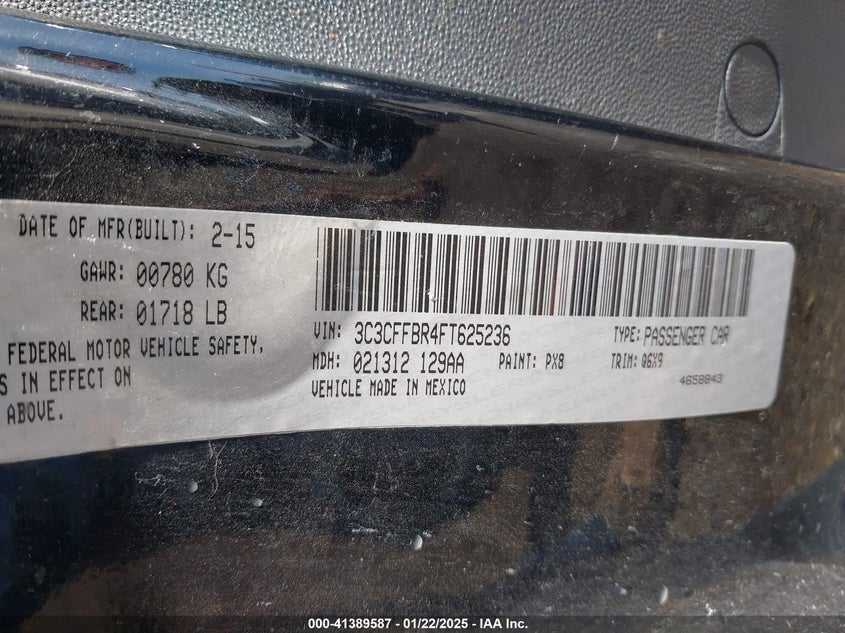 DATE OF MFR(BUILT): 2-15
GAWR: 00780 KG
REAR: 01718 LB
FEDERAL MOTOR VEHICLE SAFETY,
S IN EFFECT ON
ABOVE.
VIN: 3C3CFFBR4FT625236
TYPE: PASSENGER CAR
MDH: 021312 129AA
PAINT: PX8
TRIM: Q6X9
VEHICLE MADE IN MEXICO
4658843
000-41389587 - 01/22/2025 - IAA Inc.